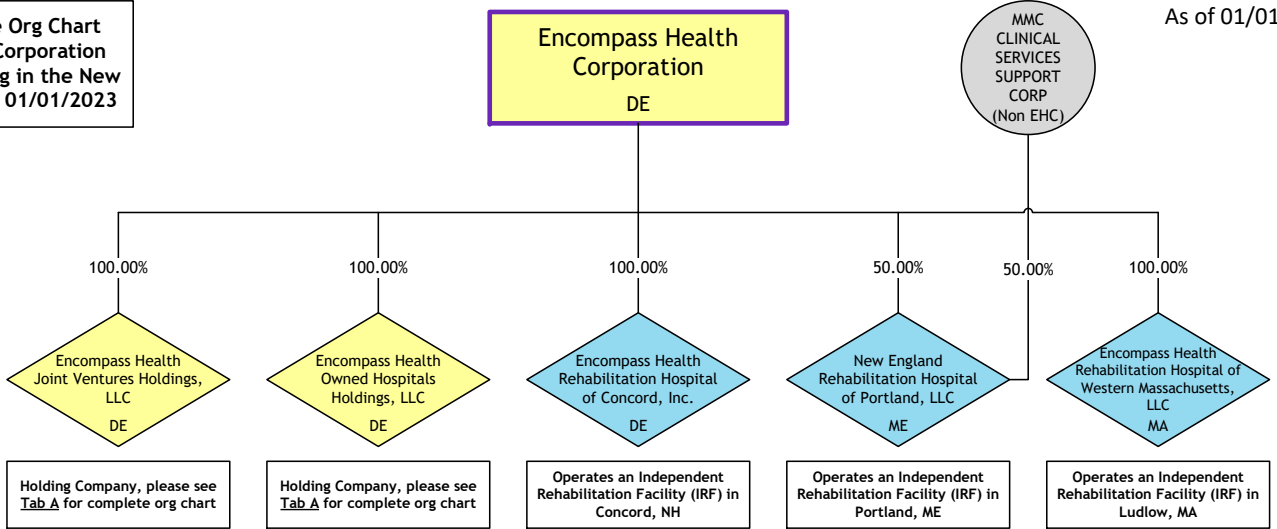 Org Chart
Corporation
in the New
01/01/2023
Encompass Health
Corporation
DE
MMC
CLINICAL
SERVICES
SUPPORT
CORP
(Non EHC)
As of 01/01
100.00%
100.00%
100.00%
50.00%
50.00%
100.00%
Encompass Health
Joint Ventures Holdings,
LLC
DE
Encompass Health
Owned Hospitals
Holdings, LLC
DE
Encompass Health
Rehabilitation Hospital
of Concord, Inc.
DE
New England
Rehabilitation Hospital
of Portland, LLC
ME
Encompass Health
Rehabilitation Hospital of
Western Massachusetts,
LLC
MA
Holding Company, please see
Tab A for complete org chart
Holding Company, please see
Tab A for complete org chart
Operates an Independent
Rehabilitation Facility (IRF) in
Concord, NH
Operates an Independent
Rehabilitation Facility (IRF) in
Portland, ME
Operates an Independent
Rehabilitation Facility (IRF) in
Ludlow, MA